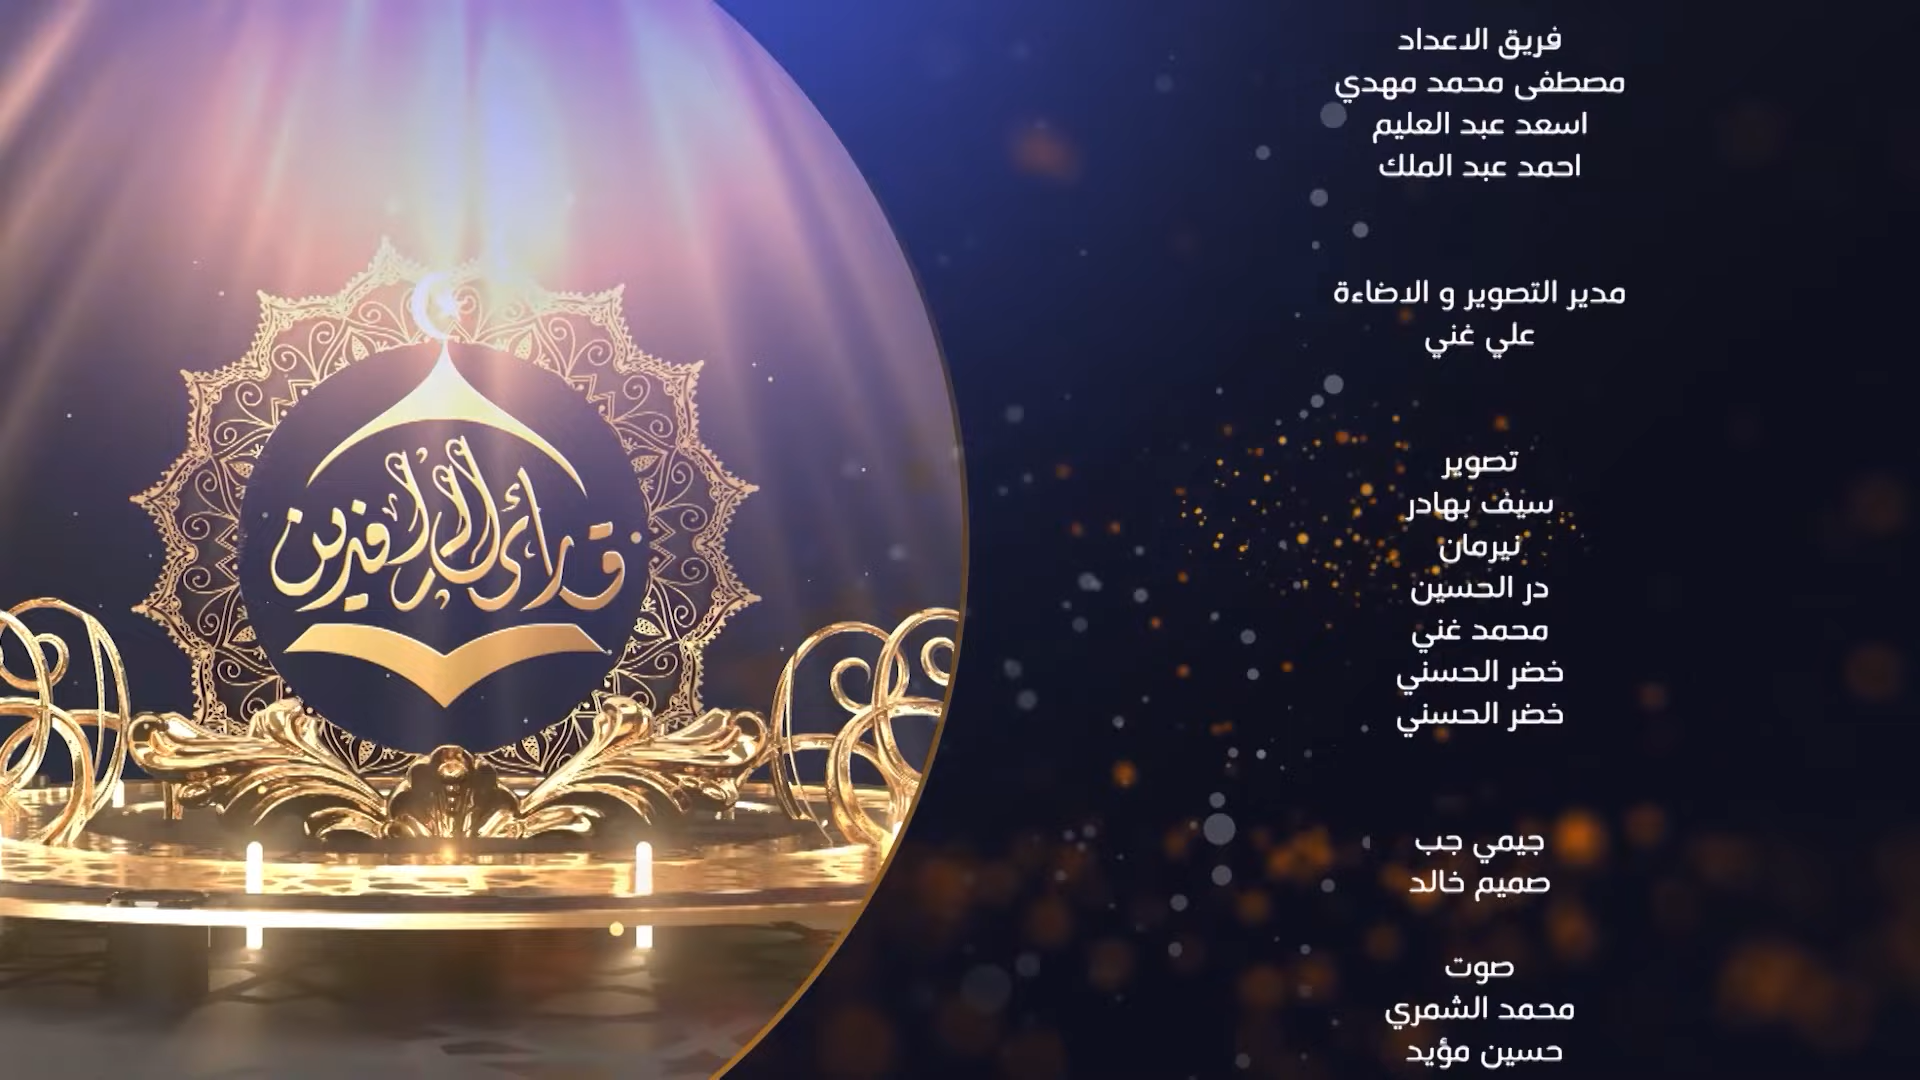 قراء الرافدين
فريق الاعداد
مصطفى محمد مهدي
اسعد عبد العليم
احمد عبد الملك
مدير التصوير و الاضاءة
علي غني
تصوير
سيف بهادر
نيرمان
در الحسين
محمد غني
خضر الحسني
خضر الحسني
جيمي جب
صميم خالد
صوت
محمد الشمري
حسين مؤيد